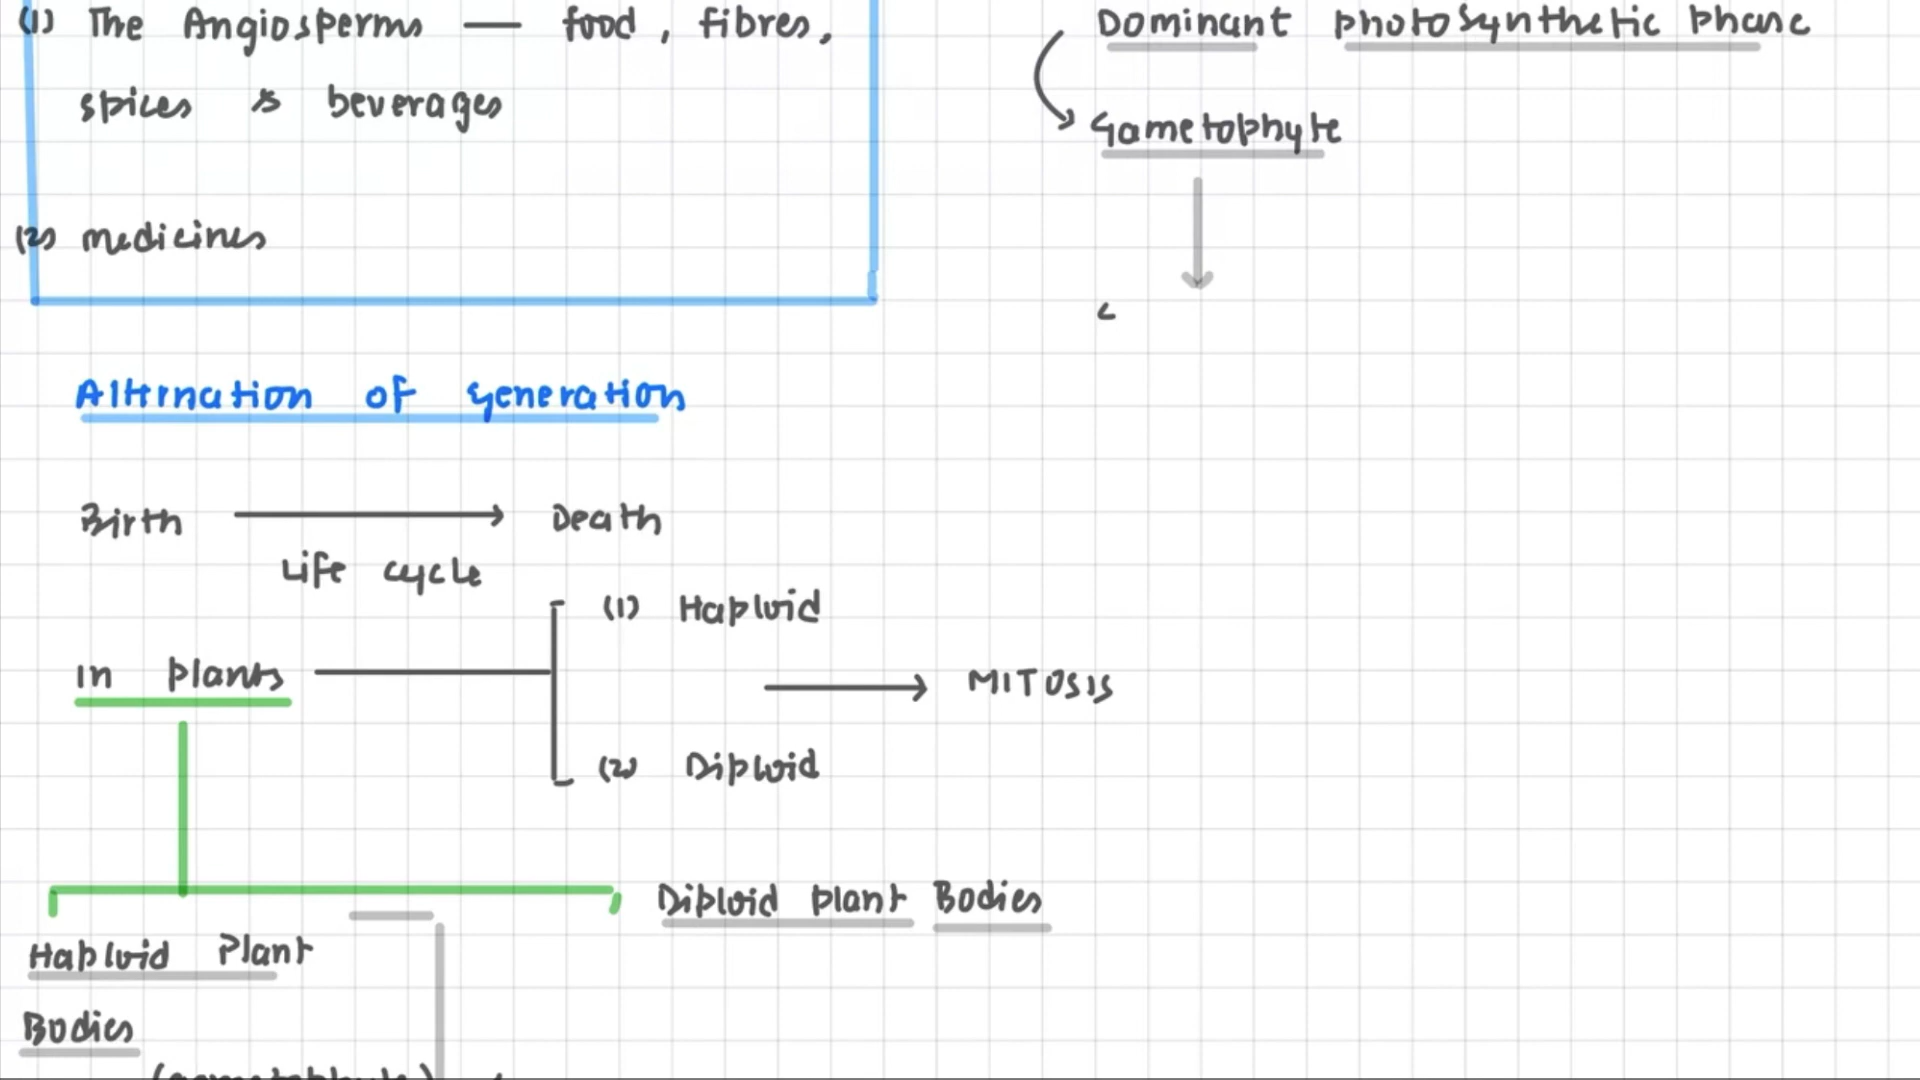 (1) The Angiosperms — food, fibres,
spices & beverages
(2) medicines
Alternation of generation
Birth → Death
Life cycle
In plants
(1) Haploid
(2) Diploid
→ MITOSIS
Haploid Plant
Bodies
(gametophyte)
Diploid plant Bodies
Dominant photosynthetic phase
Gametophyte